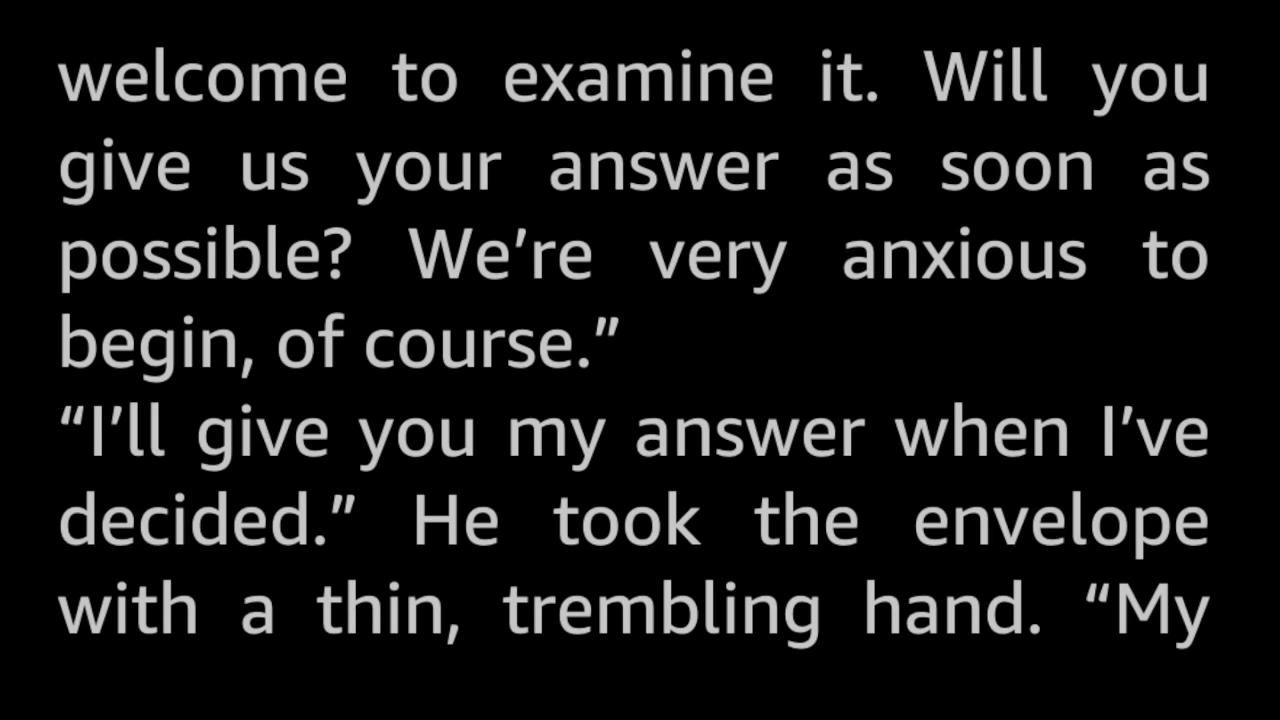 welcome to examine it. Will you
give us your answer as soon as
possible? We’re very anxious to
begin, of course.”
“I’ll give you my answer when I’ve
decided.” He took the envelope
with a thin, trembling hand. “My